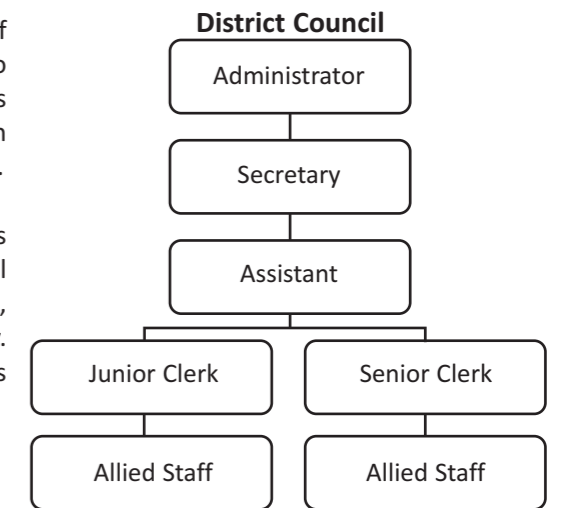 District Council
Administrator
Secretary
Assistant
Junior Clerk
Senior Clerk
Allied Staff
Allied Staff